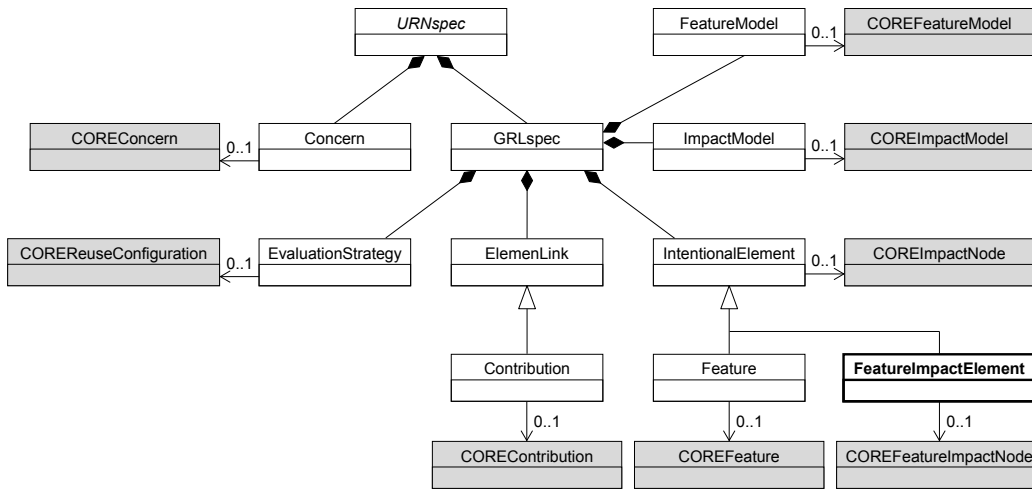 URNspec
FeatureModel
0..1
COREFeatureModel
COREConcern
0..1
Concern
GRLspec
ImpactModel
0..1
COREImpactModel
COREReuseConfiguration
0..1
EvaluationStrategy
ElemenLink
IntentionalElement
0..1
COREImpactNode
Contribution
Feature
FeatureImpactElement
0..1
0..1
0..1
COREContribution
COREFeature
COREFeatureImpactNode